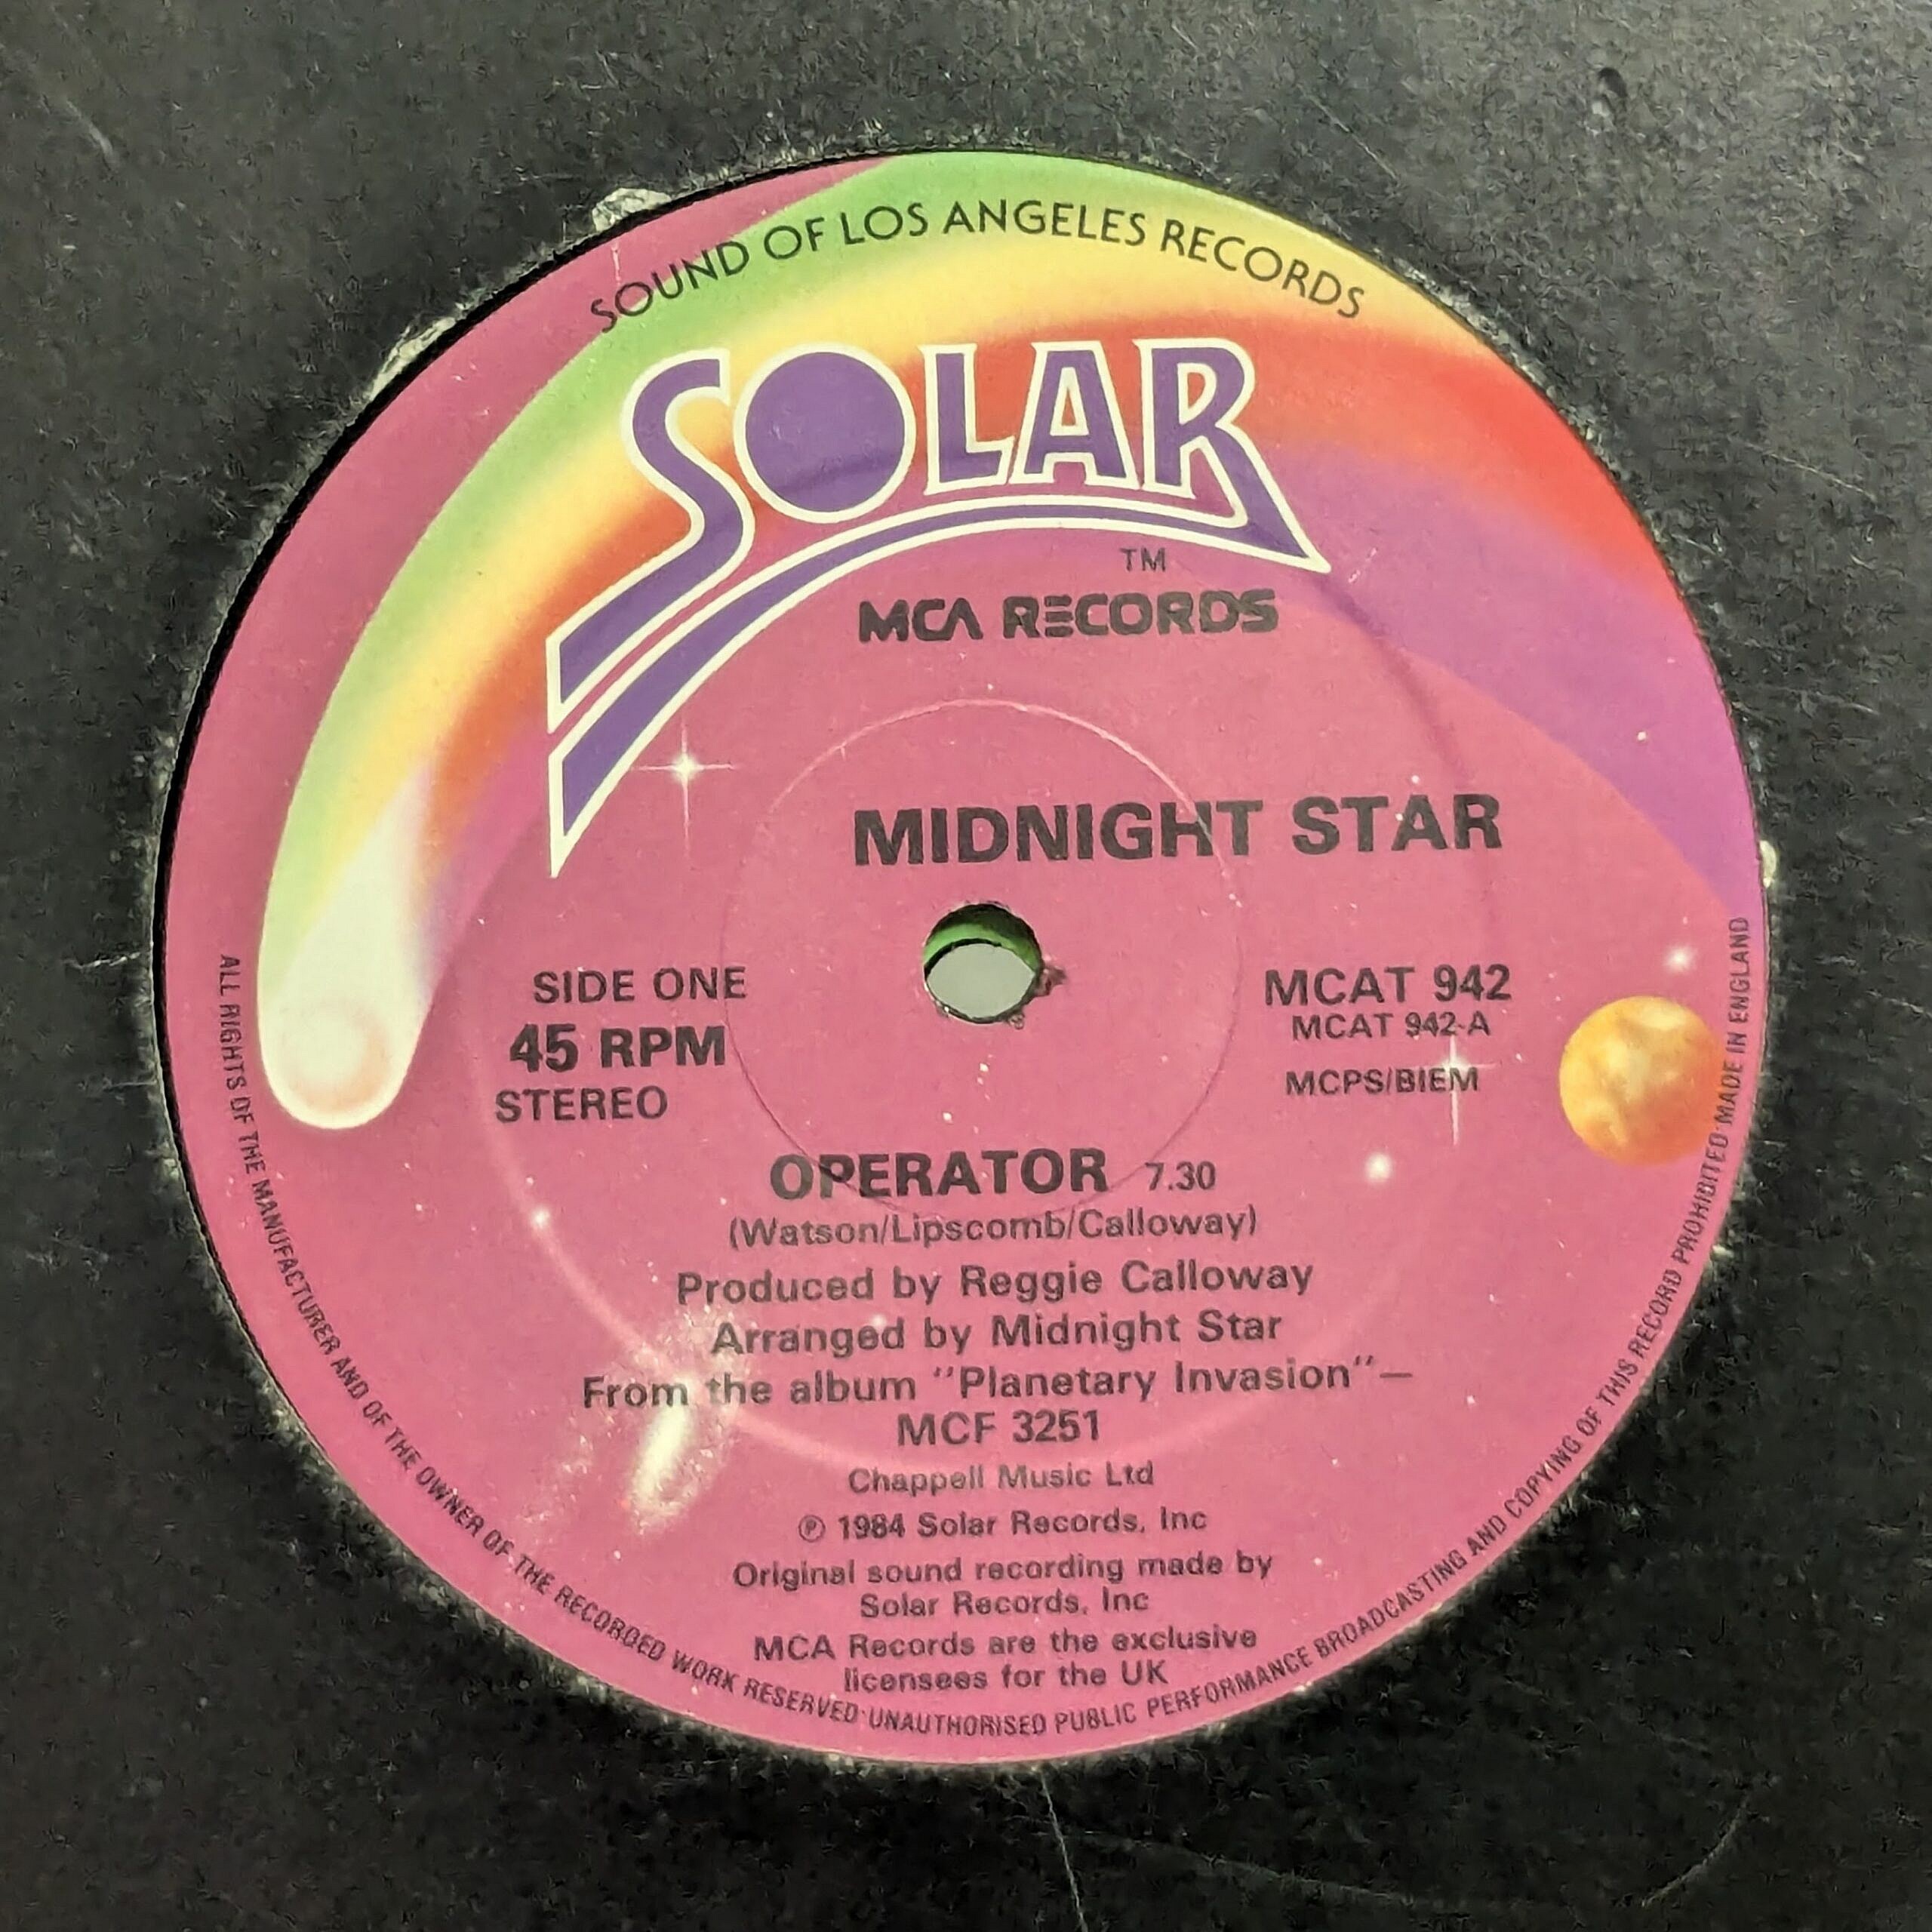 SOUND OF LOS ANGELES RECORDS
SOLAR
TM
MCA RECORDS
MIDNIGHT STAR
SIDE ONE
45 RPM
STEREO
MCAT 942
MCAT 942-A
MCPS/BIEM
OPERATOR 7.30
(Watson/Lipscomb/Calloway)
Produced by Reggie Calloway
Arranged by Midnight Star
From the album "Planetary Invasion"—
MCF 3251
Chappell Music Ltd
℗ 1984 Solar Records, Inc
Original sound recording made by
Solar Records, Inc
MCA Records are the exclusive
licensees for the UK
ALL RIGHTS OF THE MANUFACTURER AND OF THE OWNER OF THE RECORDED WORK RESERVED·UNAUTHORISED PUBLIC PERFORMANCE BROADCASTING AND COPYING OF THIS RECORD PROHIBITED·MADE IN ENGLAND